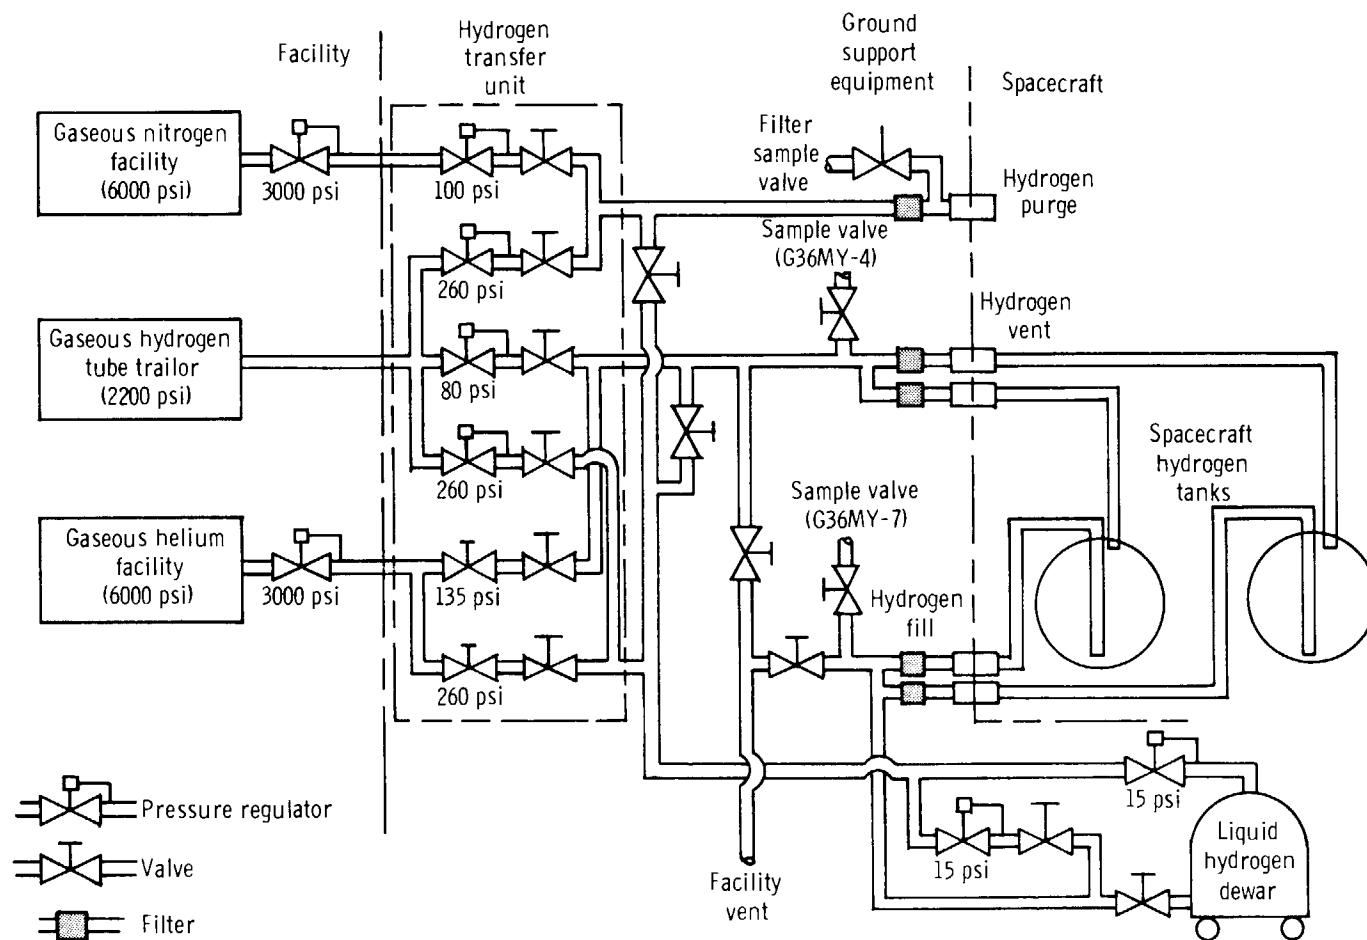 Facility
Hydrogen
transfer
unit
Ground
support
equipment
Spacecraft
Gaseous nitrogen
facility
(6000 psi)
3000 psi
100 psi
Filter
sample
valve
Hydrogen
purge
260 psi
Sample valve
(G36MY-4)
Gaseous hydrogen
tube trailor
(2200 psi)
80 psi
Hydrogen
vent
260 psi
Spacecraft
hydrogen
tanks
Sample valve
(G36MY-7)
Gaseous helium
facility
(6000 psi)
3000 psi
135 psi
Hydrogen
fill
260 psi
15 psi
15 psi
Liquid
hydrogen
dewar
Facility
vent
Pressure regulator
Valve
Filter